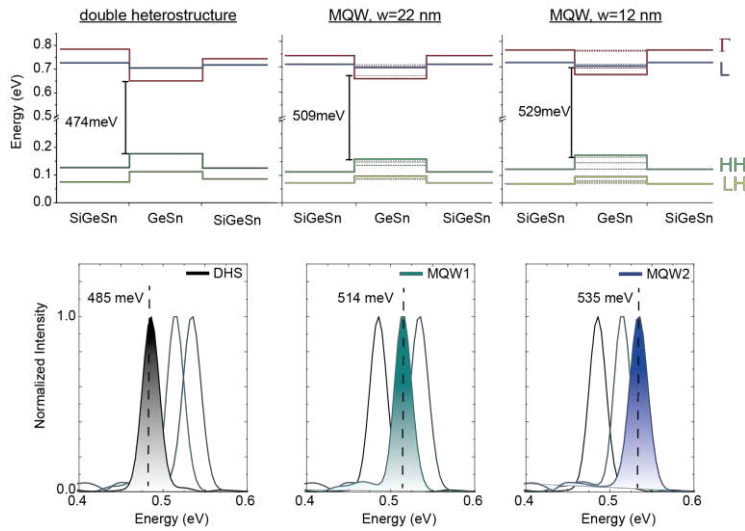 double heterostructure
MQW, w=22 nm
MQW, w=12 nm
Energy (eV)
0.8
0.7
0.6
0.5
0.2
0.1
0.0
474meV
509meV
529meV
Γ
L
HH
LH
SiGeSn GeSn SiGeSn
SiGeSn GeSn SiGeSn
SiGeSn GeSn SiGeSn
Normalized Intensity
1.0
0.0
DHS
485 meV
0.4 0.5 0.6
Energy (eV)
MQW1
514 meV
0.4 0.5 0.6
Energy (eV)
MQW2
535 meV
0.4 0.5 0.6
Energy (eV)